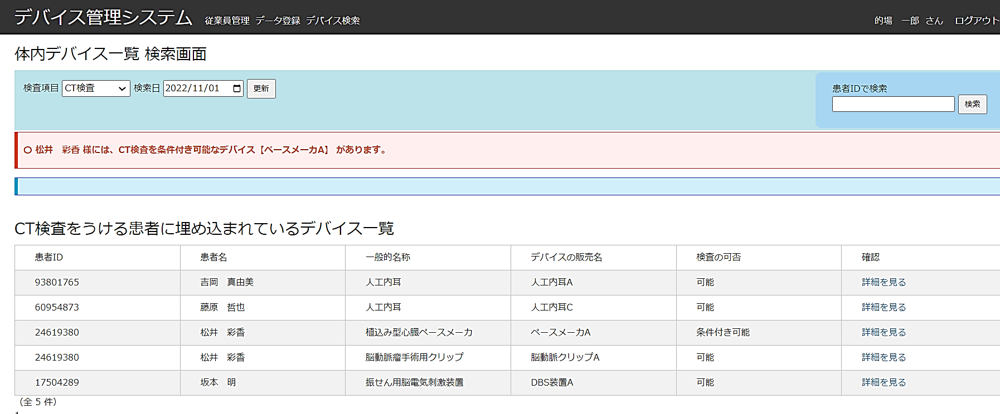 デバイス管理システム 従業員管理 データ登録 デバイス検索 的場　一郎 さん ログアウト
体内デバイス一覧 検索画面
検査項目 CT検査 検索日 2022/11/01 更新
患者IDで検索
検索
○ 松井　彩香 様には、CT検査を条件付き可能なデバイス【ペースメーカA】 があります。
CT検査をうける患者に埋め込まれているデバイス一覧
患者ID 患者名 一般的名称 デバイスの販売名 検査の可否 確認
93801765 吉岡　真由美 人工内耳 人工内耳A 可能 詳細を見る
60954873 藤原　哲也 人工内耳 人工内耳C 可能 詳細を見る
24619380 松井　彩香 植込み型心臓ペースメーカ ペースメーカA 条件付き可能 詳細を見る
24619380 松井　彩香 脳動脈瘤手術用クリップ 脳動脈クリップA 可能 詳細を見る
17504289 坂本　明 振せん用脳電気刺激装置 DBS装置A 可能 詳細を見る
（全 5 件）